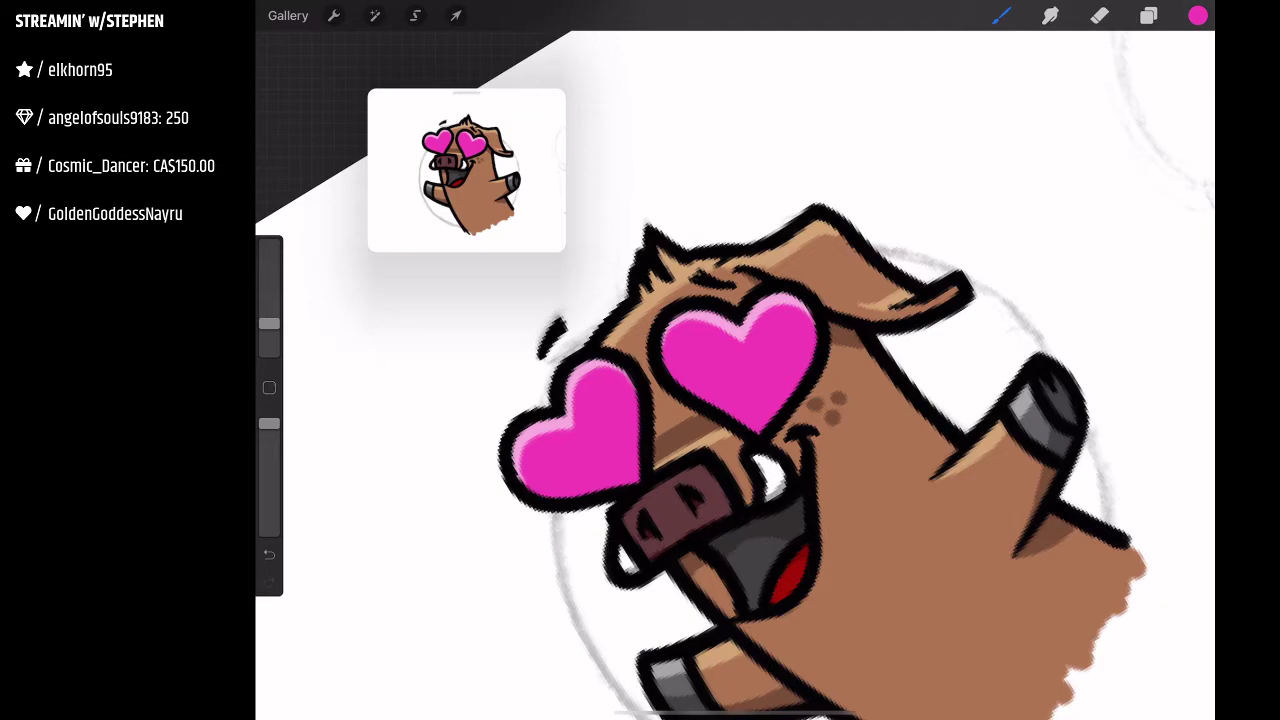 STREAMIN' w/STEPHEN
Gallery
/ elkhorn95
/ angelofsouls9183: 250
/ Cosmic_Dancer: CA$150.00
/ GoldenGoddessNayru